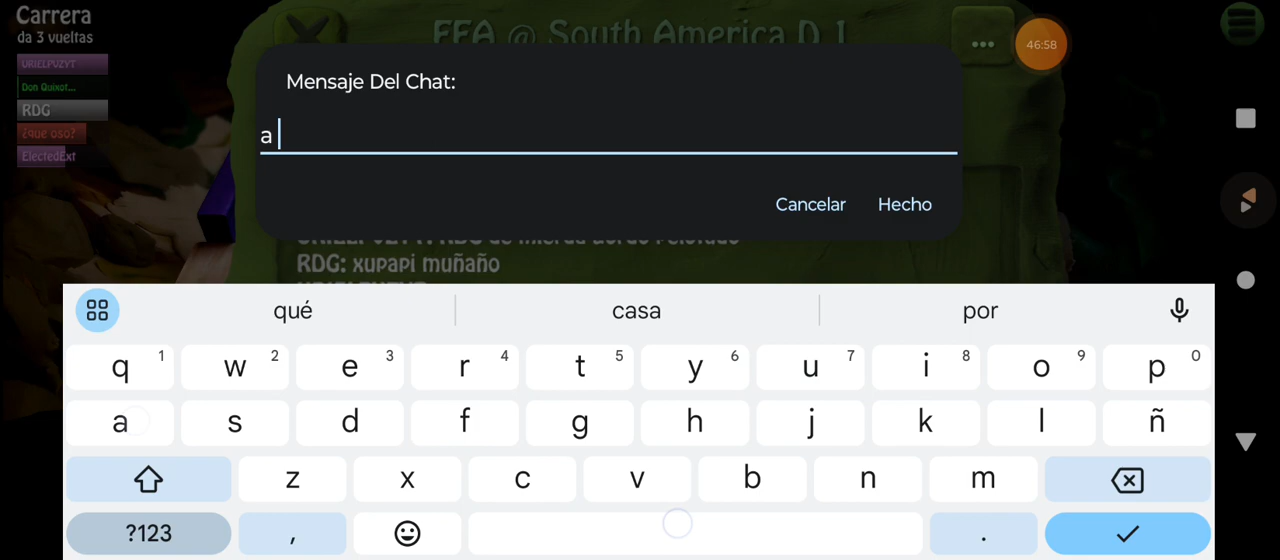 Carrera
da 3 vueltas
URIELPVZYT
Don Quixot...
RDG
¿que oso?
ElectedExt
FFA @ South America D 1
46:58
Mensaje Del Chat:
a
Cancelar Hecho
RDG: xupapi muñaño
qué casa por
q 1 w 2 e 3 r 4 t 5 y 6 u 7 i 8 o 9 p 0
a s d f g h j k l ñ
z x c v b n m
?123 , .